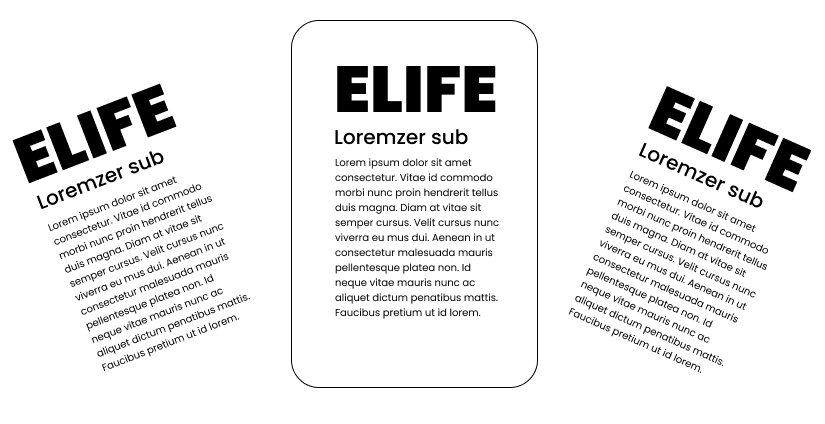 ELIFE
Loremzer sub
Lorem ipsum dolor sit amet
consectetur. Vitae id commodo
morbi nunc proin hendrerit tellus
duis magna. Diam at vitae sit
semper cursus. Velit cursus nunc
viverra eu mus dui. Aenean in ut
consectetur malesuada mauris
pellentesque platea non. Id
neque vitae mauris nunc ac
aliquet dictum penatibus mattis.
Faucibus pretium ut id lorem.
ELIFE
Loremzer sub
Lorem ipsum dolor sit amet
consectetur. Vitae id commodo
morbi nunc proin hendrerit tellus
duis magna. Diam at vitae sit
semper cursus. Velit cursus nunc
viverra eu mus dui. Aenean in ut
consectetur malesuada mauris
pellentesque platea non. Id
neque vitae mauris nunc ac
aliquet dictum penatibus mattis.
Faucibus pretium ut id lorem.
ELIFE
Loremzer sub
Lorem ipsum dolor sit amet
consectetur. Vitae id commodo
morbi nunc proin hendrerit tellus
duis magna. Diam at vitae sit
semper cursus. Velit cursus nunc
viverra eu mus dui. Aenean in ut
consectetur malesuada mauris
pellentesque platea non. Id
neque vitae mauris nunc ac
aliquet dictum penatibus mattis.
Faucibus pretium ut id lorem.